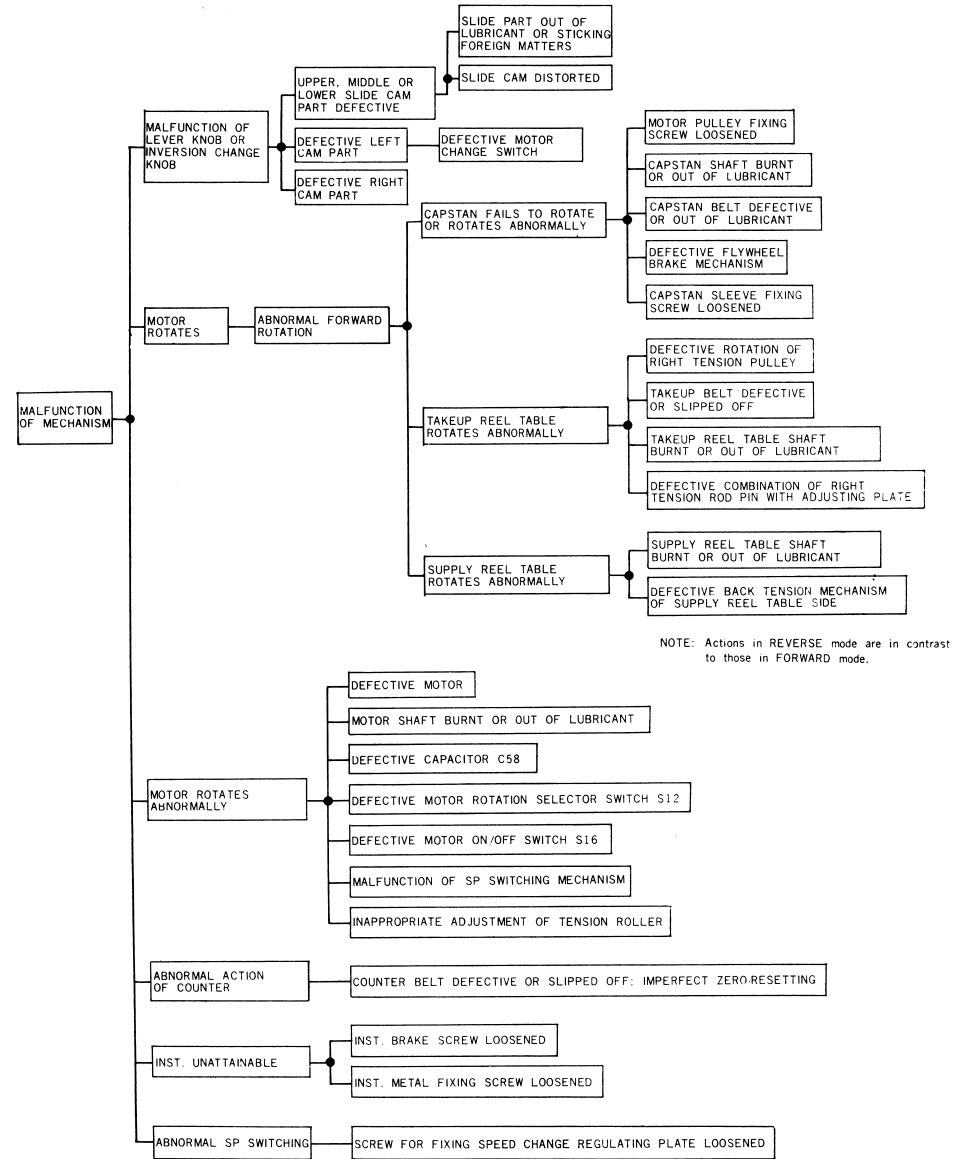 SLIDE PART OUT OF
LUBRICANT OR STICKING
FOREIGN MATTERS
SLIDE CAM DISTORTED
UPPER, MIDDLE OR
LOWER SLIDE CAM
PART DEFECTIVE
MALFUNCTION OF
LEVER KNOB OR
INVERSION CHANGE
KNOB
DEFECTIVE LEFT
CAM PART
DEFECTIVE MOTOR
CHANGE SWITCH
DEFECTIVE RIGHT
CAM PART
MOTOR PULLEY FIXING
SCREW LOOSENED
CAPSTAN SHAFT BURNT
OR OUT OF LUBRICANT
CAPSTAN FAILS TO ROTATE
OR ROTATES ABNORMALLY
CAPSTAN BELT DEFECTIVE
OR OUT OF LUBRICANT
DEFECTIVE FLYWHEEL
BRAKE MECHANISM
CAPSTAN SLEEVE FIXING
SCREW LOOSENED
MOTOR
ROTATES
ABNORMAL FORWARD
ROTATION
DEFECTIVE ROTATION OF
RIGHT TENSION PULLEY
TAKEUP BELT DEFECTIVE
OR SLIPPED OFF
MALFUNCTION
OF MECHANISM
TAKEUP REEL TABLE
ROTATES ABNORMALLY
TAKEUP REEL TABLE SHAFT
BURNT OR OUT OF LUBRICANT
DEFECTIVE COMBINATION OF RIGHT
TENSION ROD PIN WITH ADJUSTING PLATE
SUPPLY REEL TABLE
ROTATES ABNORMALLY
SUPPLY REEL TABLE SHAFT
BURNT OR OUT OF LUBRICANT
DEFECTIVE BACK TENSION MECHANISM
OF SUPPLY REEL TABLE SIDE
NOTE: Actions in REVERSE mode are in contrast
to those in FORWARD mode.
DEFECTIVE MOTOR
MOTOR SHAFT BURNT OR OUT OF LUBRICANT
DEFECTIVE CAPACITOR C58
MOTOR ROTATES
ABNORMALLY
DEFECTIVE MOTOR ROTATION SELECTOR SWITCH S12
DEFECTIVE MOTOR ON/OFF SWITCH S16
MALFUNCTION OF SP SWITCHING MECHANISM
INAPPROPRIATE ADJUSTMENT OF TENSION ROLLER
ABNORMAL ACTION
OF COUNTER
COUNTER BELT DEFECTIVE OR SLIPPED OFF; IMPERFECT ZERO-RESETTING
INST. UNATTAINABLE
INST. BRAKE SCREW LOOSENED
INST. METAL FIXING SCREW LOOSENED
ABNORMAL SP SWITCHING
SCREW FOR FIXING SPEED CHANGE REGULATING PLATE LOOSENED